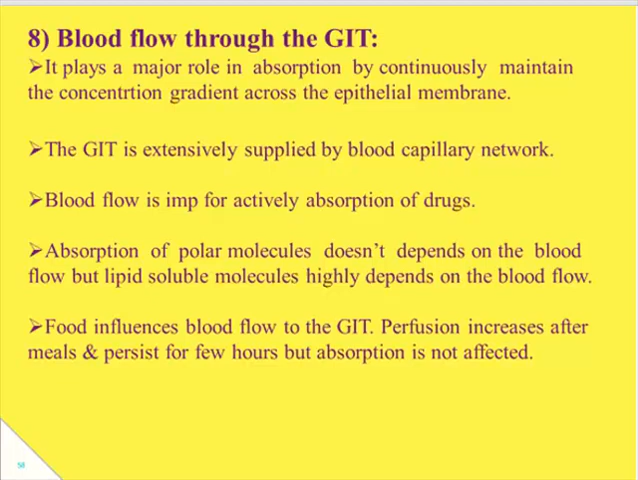 8) Blood flow through the GIT:
➢It plays a major role in absorption by continuously maintain
the concentrtion gradient across the epithelial membrane.
➢The GIT is extensively supplied by blood capillary network.
➢Blood flow is imp for actively absorption of drugs.
➢Absorption of polar molecules doesn't depends on the blood
flow but lipid soluble molecules highly depends on the blood flow.
➢Food influences blood flow to the GIT. Perfusion increases after
meals & persist for few hours but absorption is not affected.
58